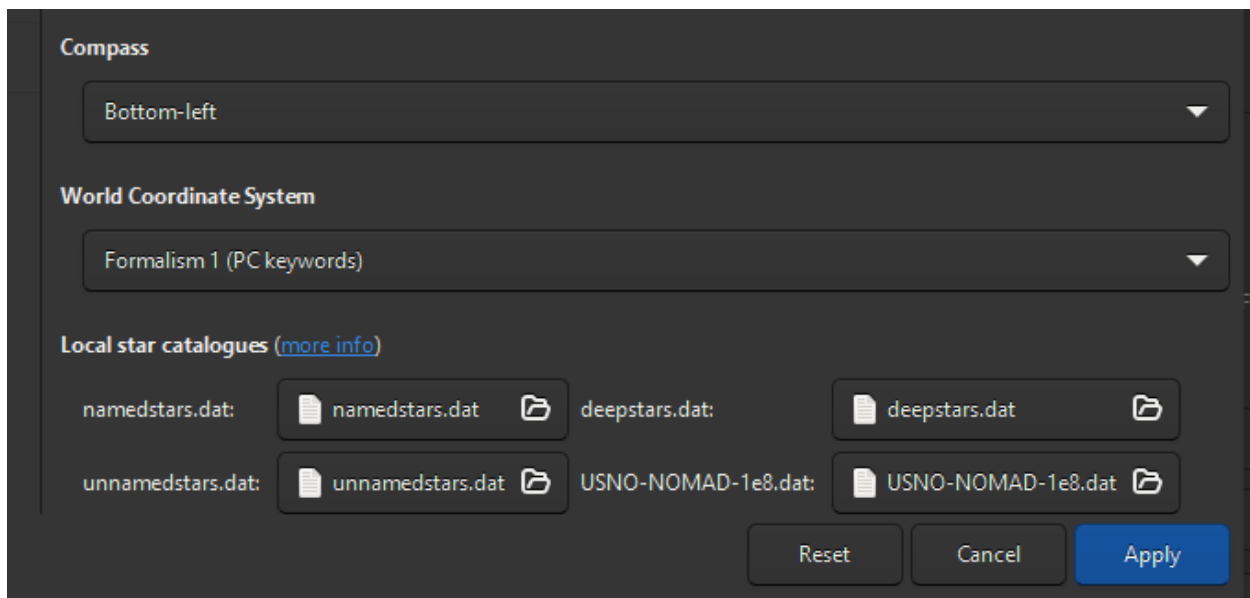 Compass
Bottom-left
World Coordinate System
Formalism 1 (PC keywords)
Local star catalogues (more info)
namedstars.dat: namedstars.dat deepstars.dat: deepstars.dat
unnamedstars.dat: unnamedstars.dat USNO-NOMAD-1e8.dat: USNO-NOMAD-1e8.dat
Reset Cancel Apply